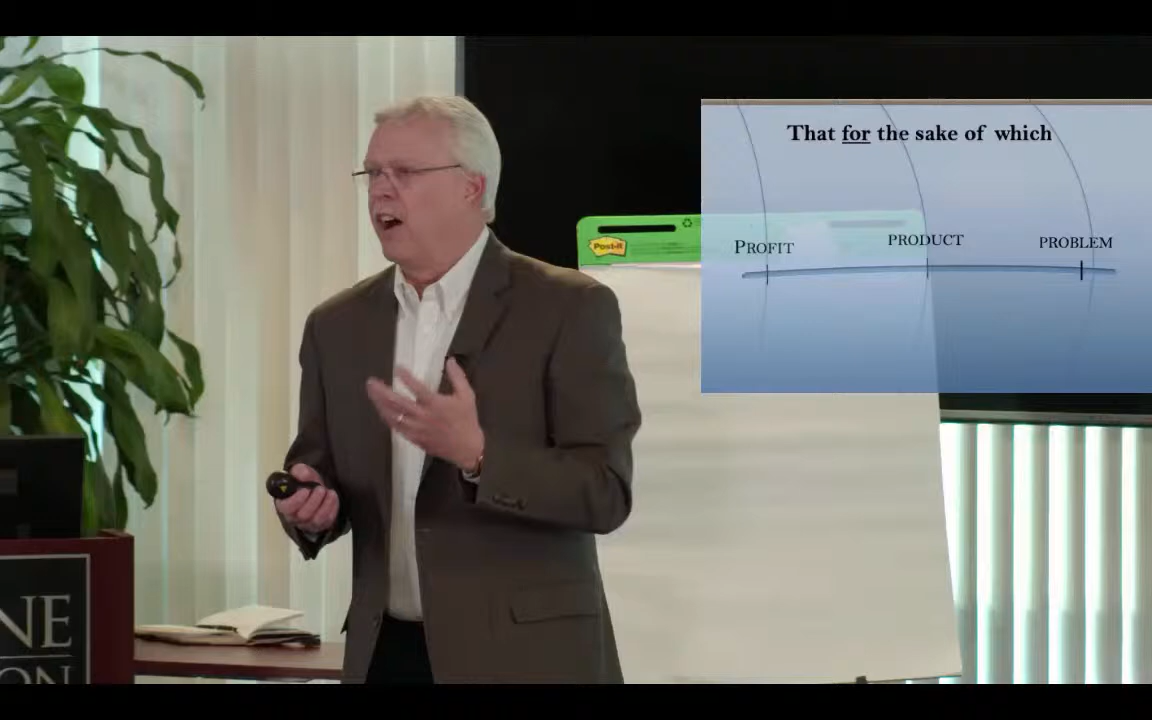 That for the sake of which
PROFIT
PRODUCT
PROBLEM
Post-it
NE
ON